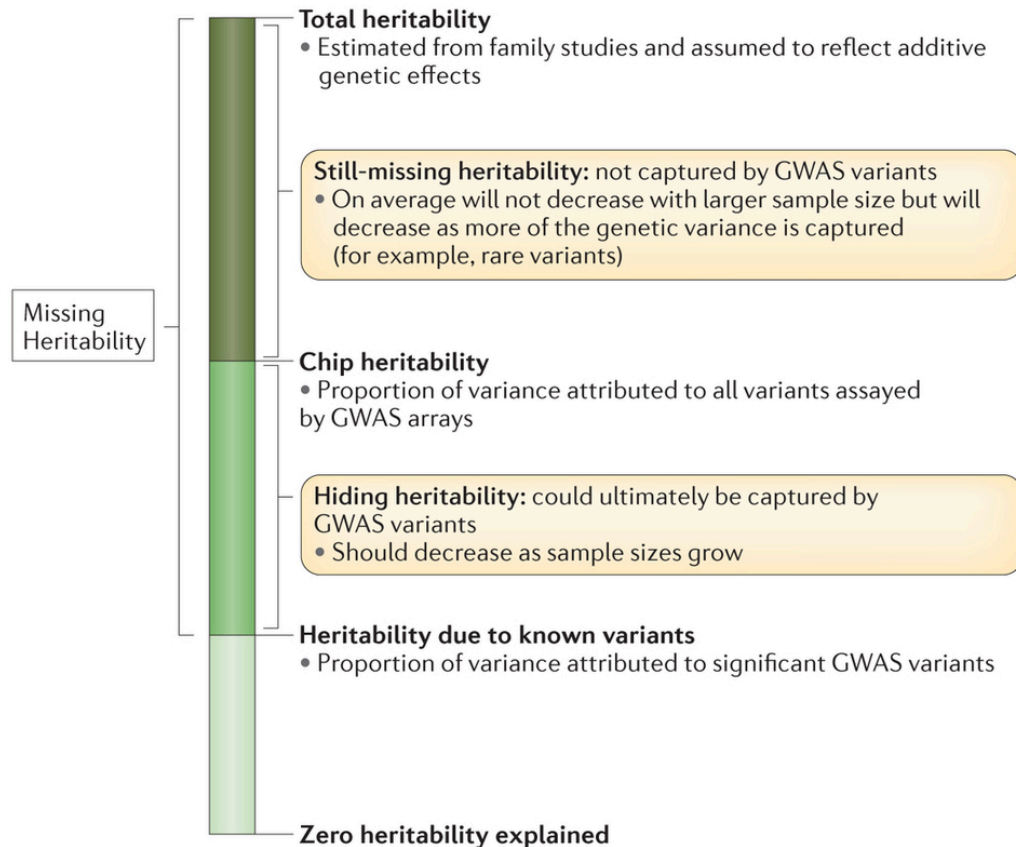 Total heritability
• Estimated from family studies and assumed to reflect additive
genetic effects
Still-missing heritability: not captured by GWAS variants
• On average will not decrease with larger sample size but will
decrease as more of the genetic variance is captured
(for example, rare variants)
Missing
Heritability
Chip heritability
• Proportion of variance attributed to all variants assayed
by GWAS arrays
Hiding heritability: could ultimately be captured by
GWAS variants
• Should decrease as sample sizes grow
Heritability due to known variants
• Proportion of variance attributed to significant GWAS variants
Zero heritability explained